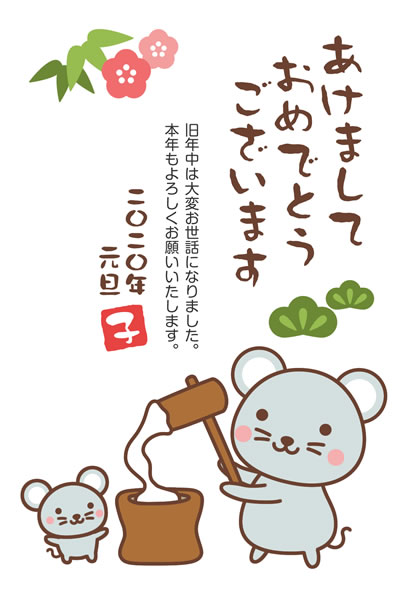 あけまして
おめでとう
ございます
旧年中は大変お世話になりました。
本年もよろしくお願いいたします。
二〇二〇年
元旦
子